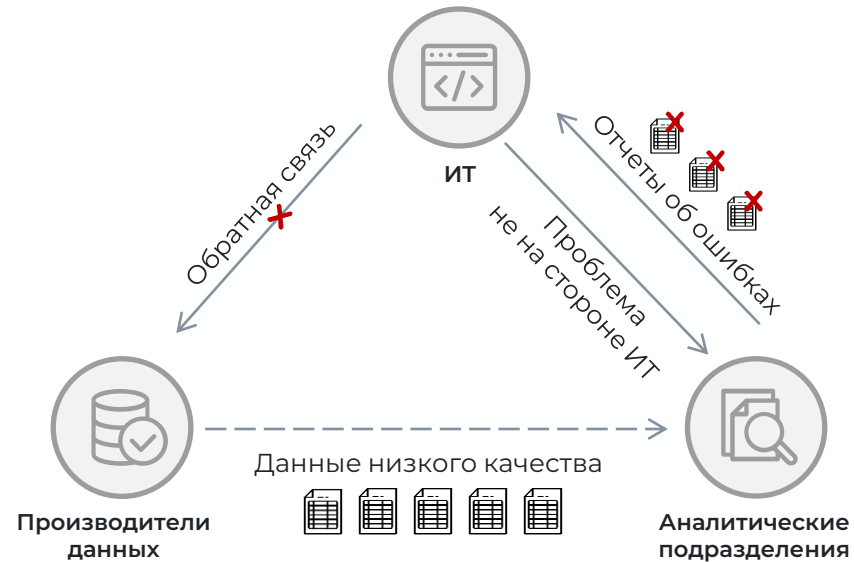 ИТ
Обратная связь
Отчеты об ошибках
Проблема
не на стороне ИТ
Данные низкого качества
Производители
данных
Аналитические
подразделения